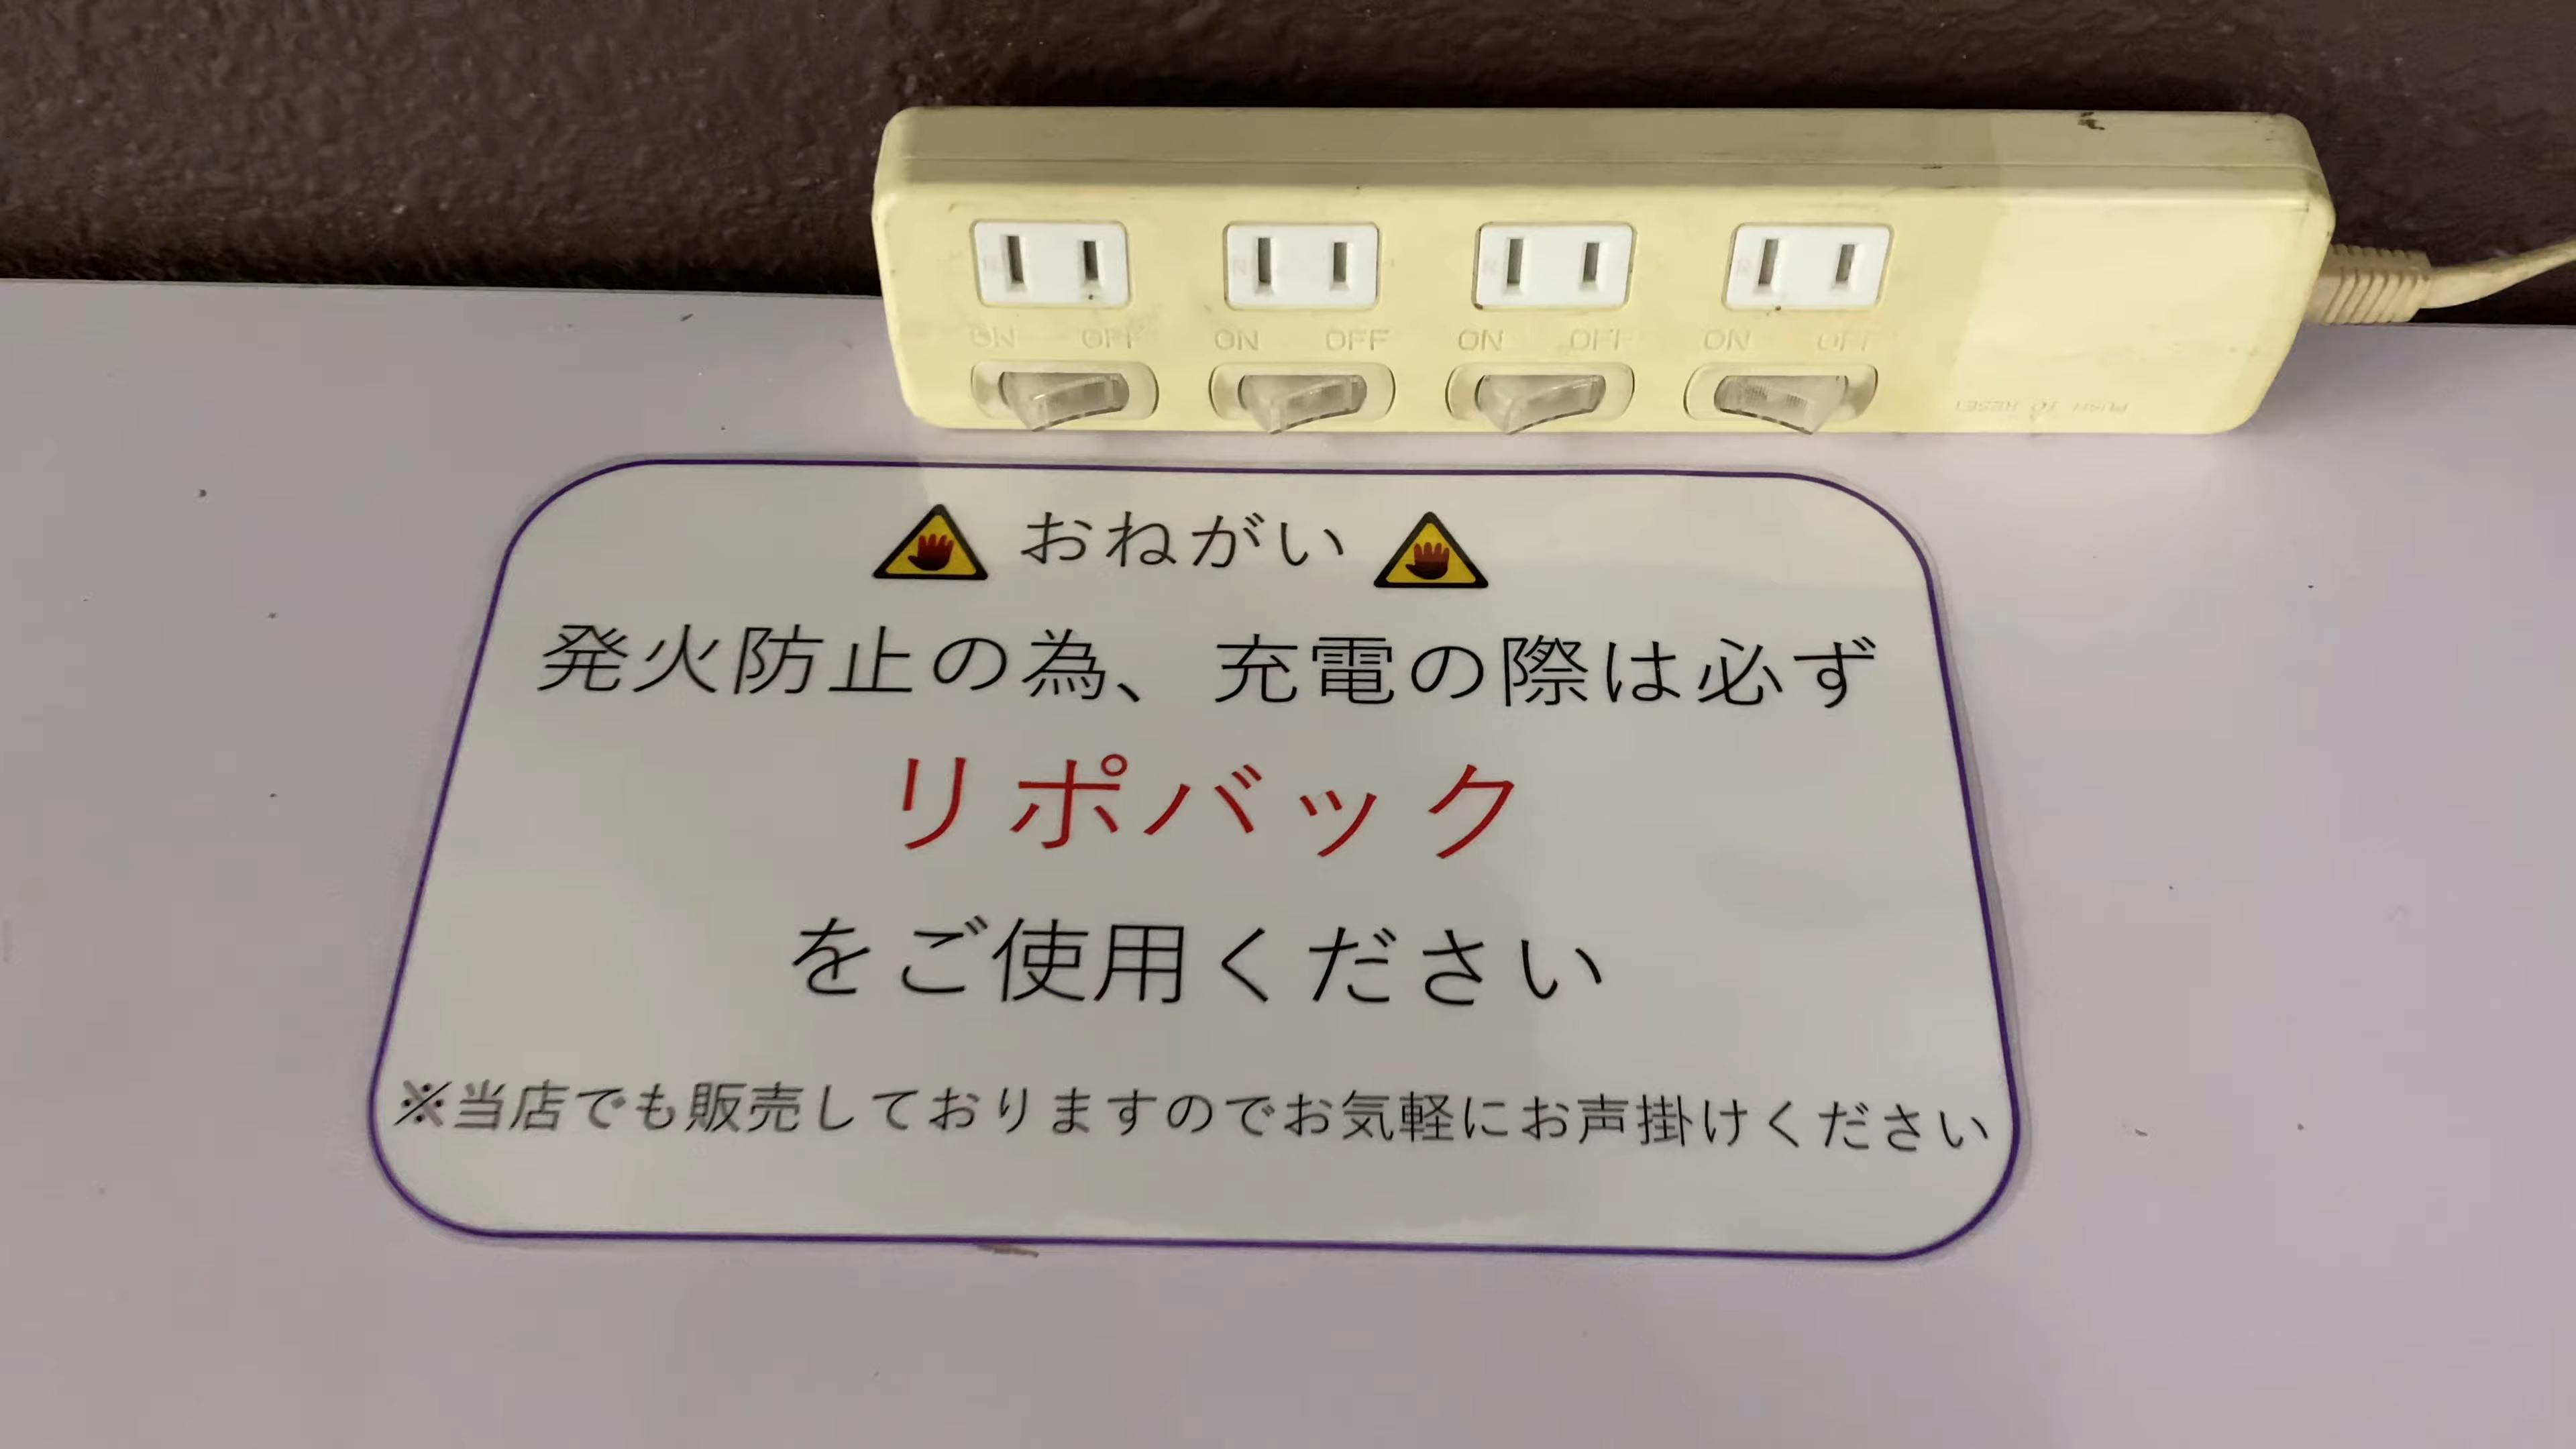 ON OFF ON OFF ON OFF ON OFF
PUSH TO RESET
おねがい
発火防止の為、充電の際は必ず
リポバック
をご使用ください
※当店でも販売しておりますのでお気軽にお声掛けください